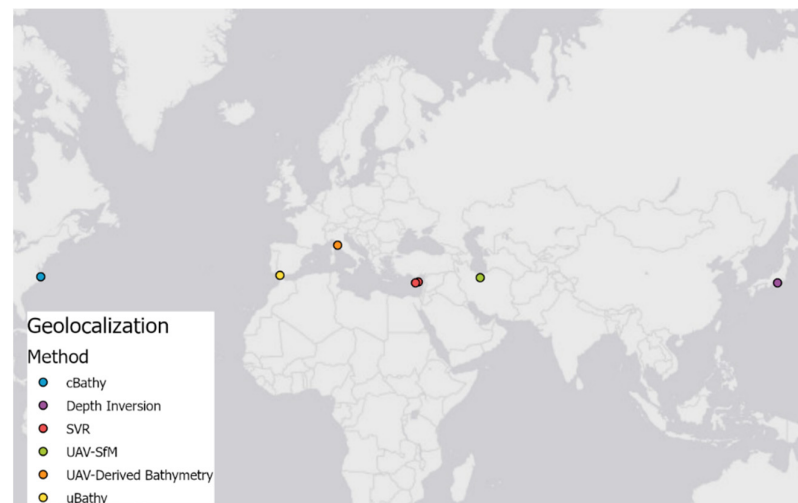 Geolocalization
Method
cBathy
Depth Inversion
SVR
UAV-SfM
UAV-Derived Bathymetry
uBathy